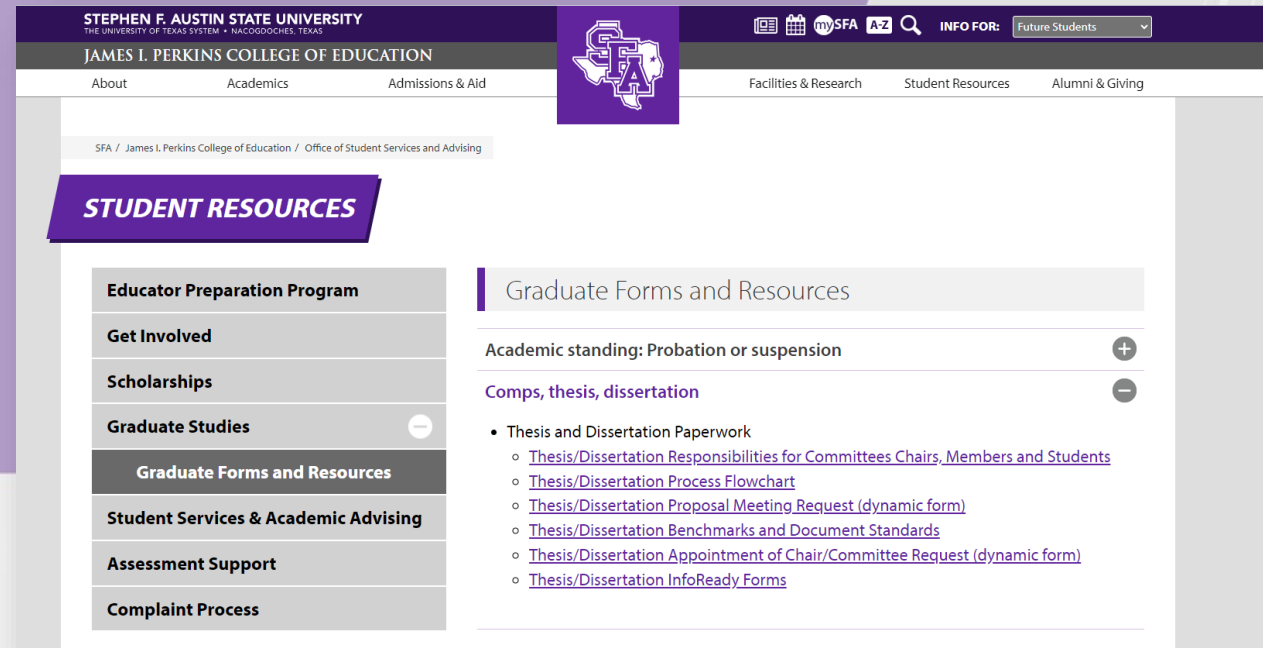 STEPHEN F. AUSTIN STATE UNIVERSITY
THE UNIVERSITY OF TEXAS SYSTEM • NACOGDOCHES, TEXAS
mySFA A-Z INFO FOR: Future Students
JAMES I. PERKINS COLLEGE OF EDUCATION
SFA
About Academics Admissions & Aid Facilities & Research Student Resources Alumni & Giving
SFA / James I. Perkins College of Education / Office of Student Services and Advising
STUDENT RESOURCES
Educator Preparation Program
Get Involved
Scholarships
Graduate Studies
Graduate Forms and Resources
Student Services & Academic Advising
Assessment Support
Complaint Process
Graduate Forms and Resources
Academic standing: Probation or suspension
Comps, thesis, dissertation
• Thesis and Dissertation Paperwork
◦ Thesis/Dissertation Responsibilities for Committees Chairs, Members and Students
◦ Thesis/Dissertation Process Flowchart
◦ Thesis/Dissertation Proposal Meeting Request (dynamic form)
◦ Thesis/Dissertation Benchmarks and Document Standards
◦ Thesis/Dissertation Appointment of Chair/Committee Request (dynamic form)
◦ Thesis/Dissertation InfoReady Forms